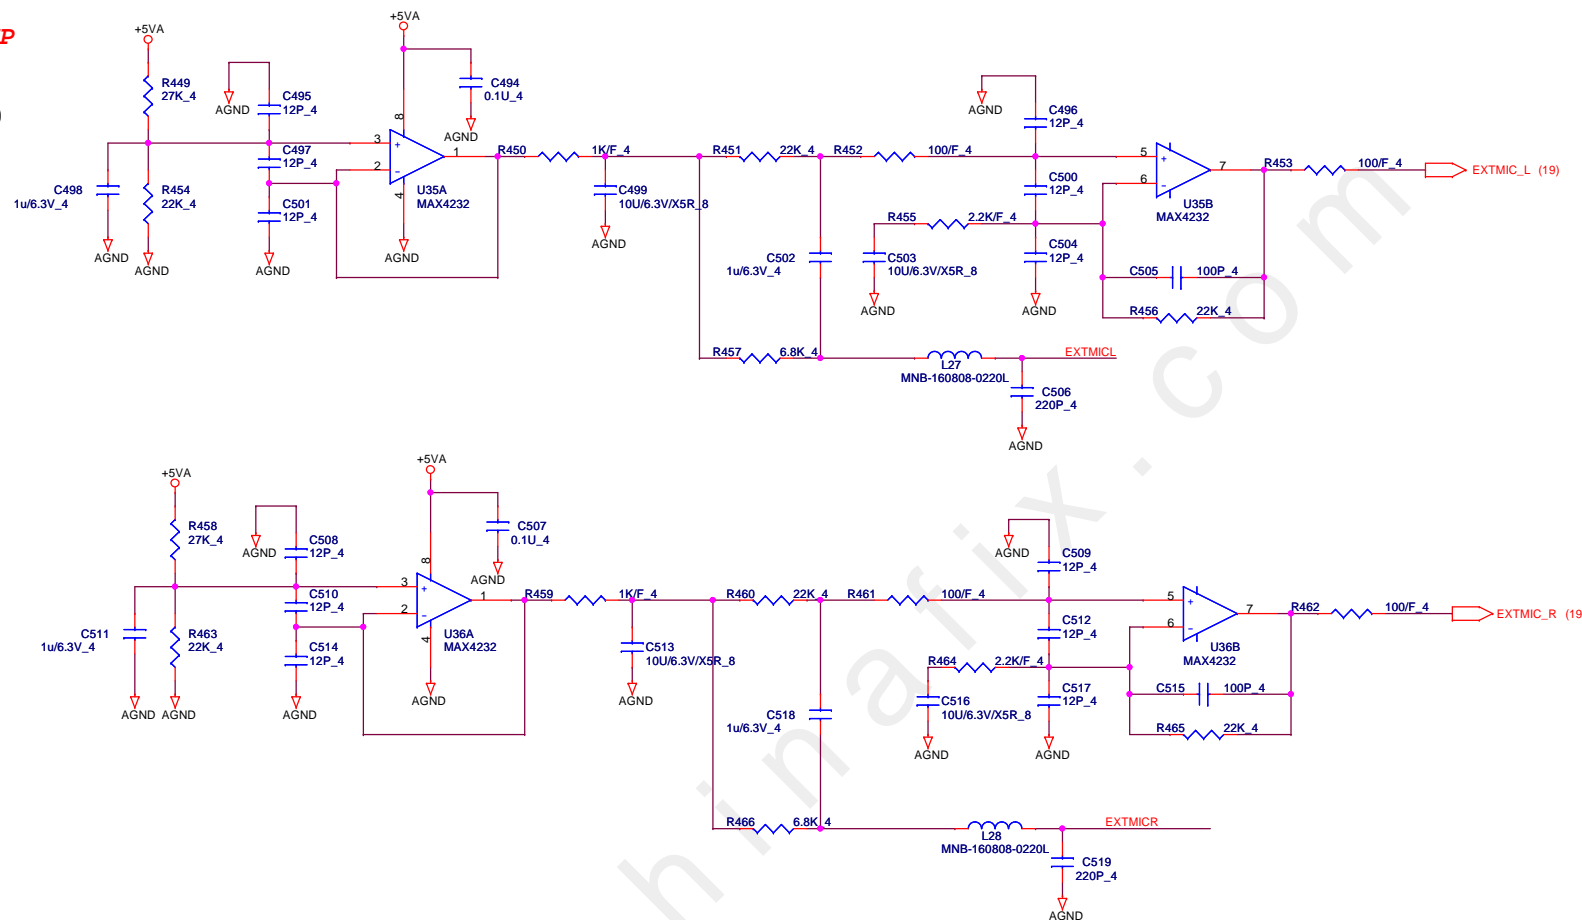 P
)
+5VA
+5VA
R449
27K_4
C495
12P_4
C494
0.1U_4
AGND
AGND
8
3
+
1
2
-
4
C497
12P_4
C498
1u/6.3V_4
R454
22K_4
C501
12P_4
U35A
MAX4232
AGND
AGND
AGND
AGND
R450
1K/F_4
C499
10U/6.3V/X5R_8
AGND
R451
22K_4
R452
100/F_4
AGND
C496
12P_4
C500
12P_4
R455
2.2K/F_4
C502
1u/6.3V_4
C503
10U/6.3V/X5R_8
C504
12P_4
AGND
AGND
5
+
7
6
-
U35B
MAX4232
R453
100/F_4
EXTMIC_L (19)
C505
100P_4
R456
22K_4
R457
6.8K_4
L27
MNB-160808-0220L
EXTMICL
C506
220P_4
AGND
+5VA
+5VA
R458
27K_4
C508
12P_4
C507
0.1U_4
AGND
AGND
8
3
+
1
2
-
4
C510
12P_4
C511
1u/6.3V_4
R463
22K_4
C514
12P_4
U36A
MAX4232
AGND
AGND
AGND
AGND
R459
1K/F_4
C513
10U/6.3V/X5R_8
AGND
R460
22K_4
R461
100/F_4
AGND
C509
12P_4
C512
12P_4
R464
2.2K/F_4
C518
1u/6.3V_4
C516
10U/6.3V/X5R_8
C517
12P_4
AGND
AGND
5
+
7
6
-
U36B
MAX4232
R462
100/F_4
EXTMIC_R (19
C515
100P_4
R465
22K_4
R466
6.8K_4
L28
MNB-160808-0220L
EXTMICR
C519
220P_4
AGND
hinafix.com